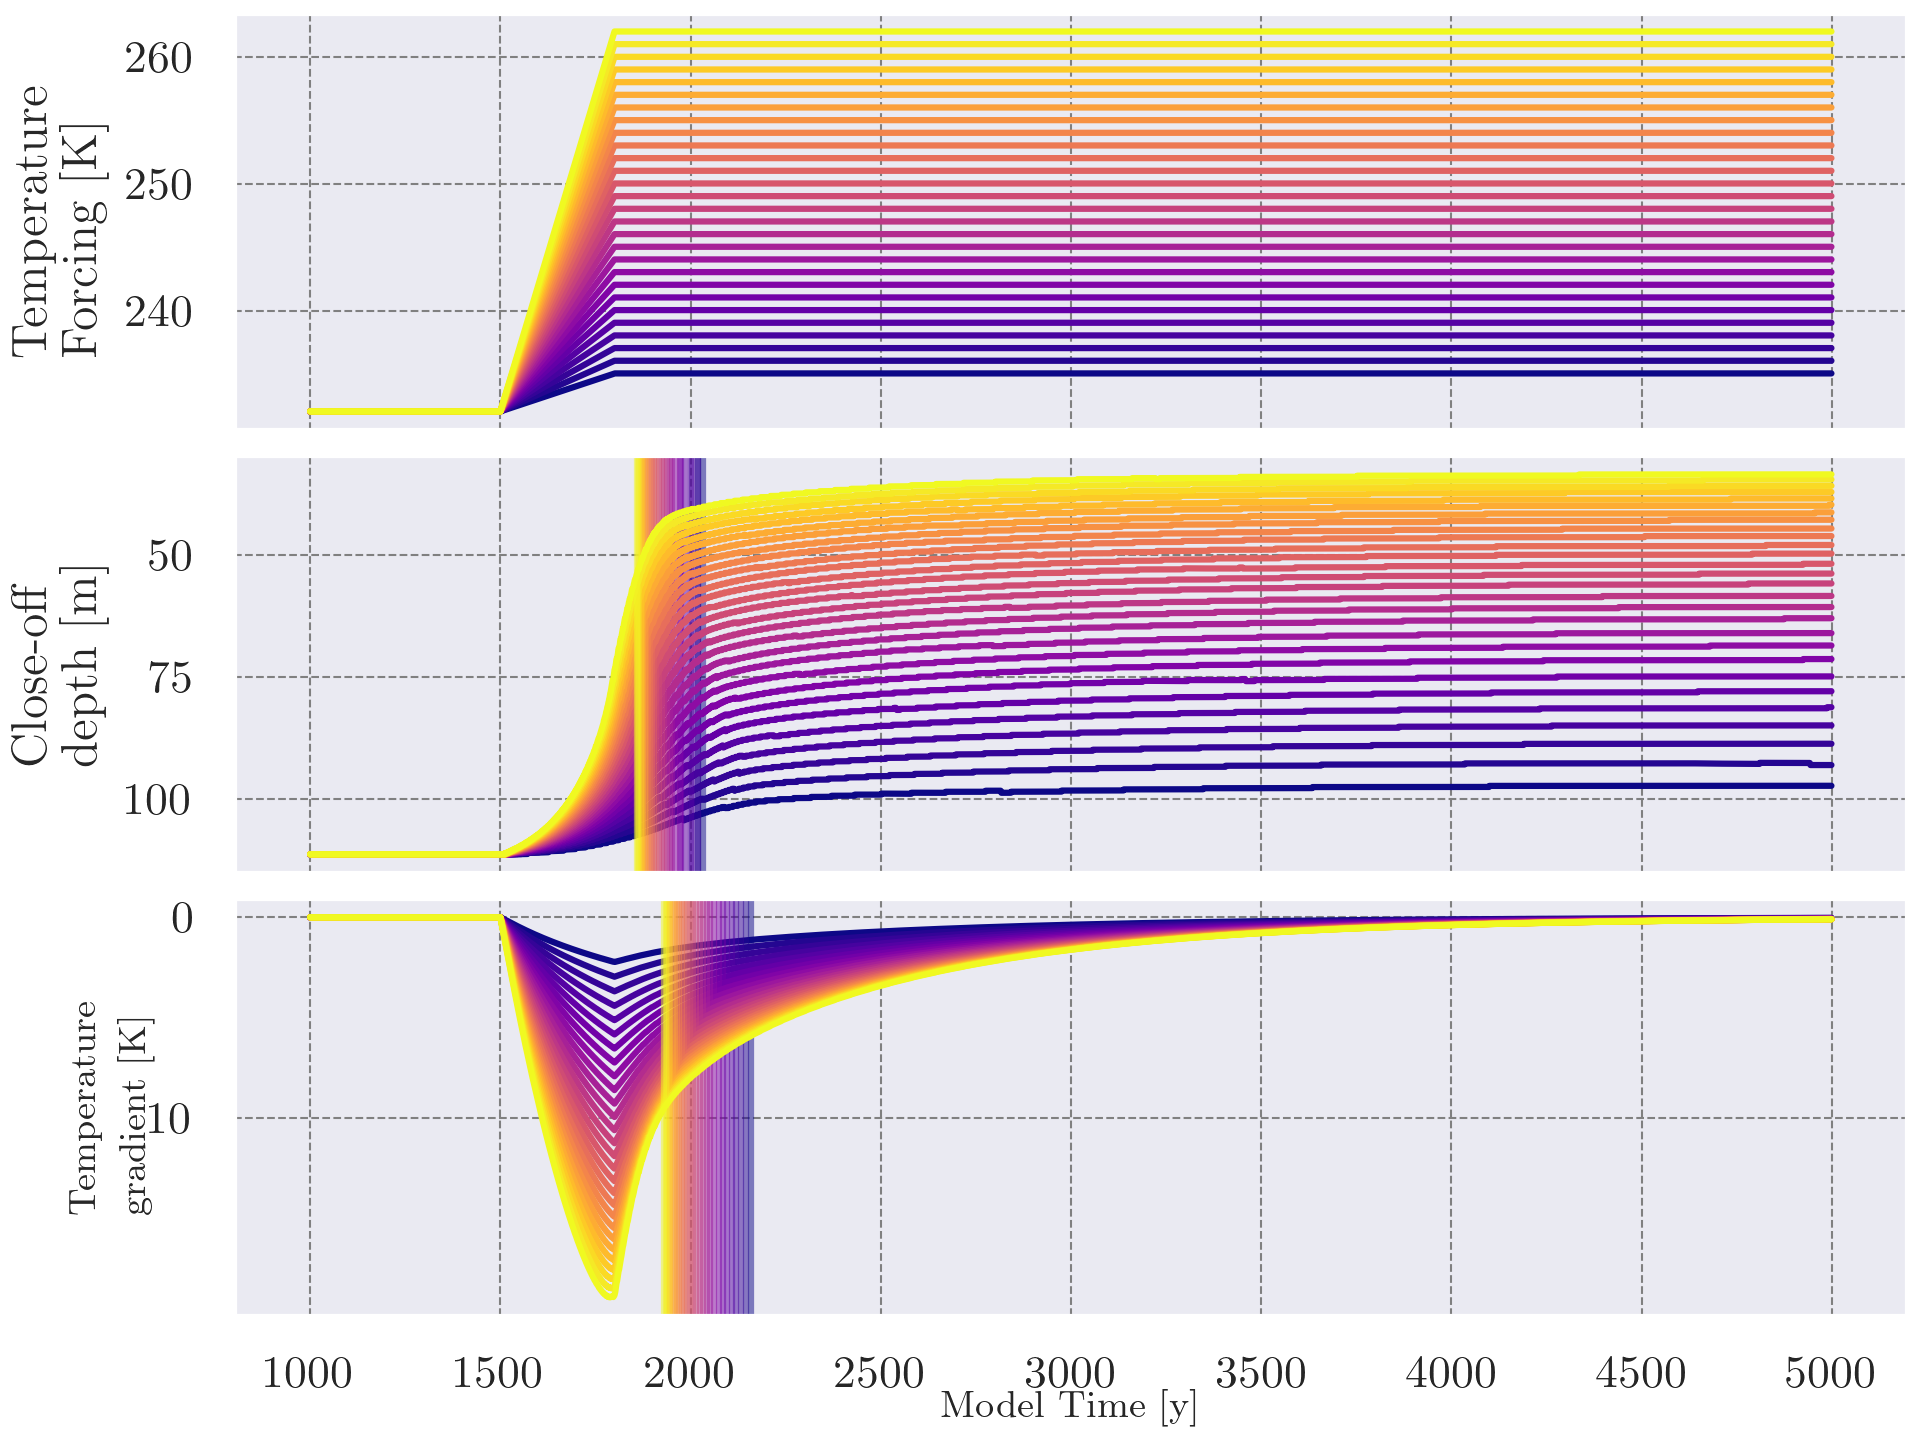 Temperature
Forcing [K]
260
250
240
Close-off
depth [m]
50
75
100
Temperature
gradient [K]
0
10
1000 1500 2000 2500 3000 3500 4000 4500 5000
Model Time [y]